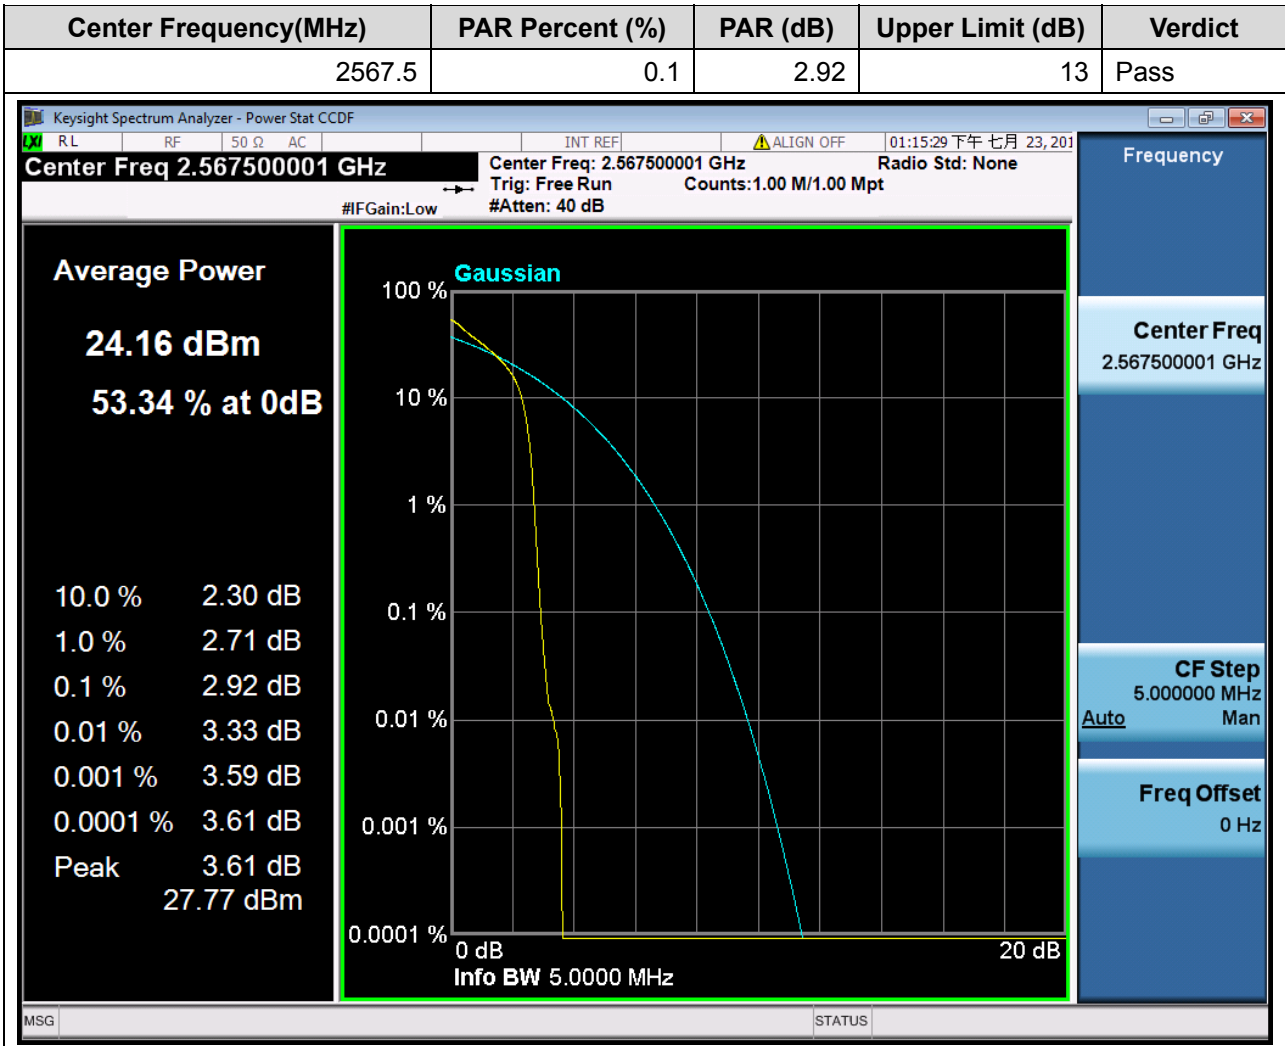 Center Frequency(MHz) PAR Percent (%) PAR (dB) Upper Limit (dB) Verdict
2567.5 0.1 2.92 13 Pass
Keysight Spectrum Analyzer - Power Stat CCDF
LXI RL RF 50 Ω AC INT REF ALIGN OFF 01:15:29 下午 七月 23, 201
Center Freq 2.567500001 GHz
#IFGain:Low
Center Freq: 2.567500001 GHz Radio Std: None
Trig: Free Run Counts:1.00 M/1.00 Mpt
#Atten: 40 dB
Average Power
24.16 dBm
53.34 % at 0dB
10.0 % 2.30 dB
1.0 % 2.71 dB
0.1 % 2.92 dB
0.01 % 3.33 dB
0.001 % 3.59 dB
0.0001 % 3.61 dB
Peak 3.61 dB
27.77 dBm
Gaussian
100 %
10 %
1 %
0.1 %
0.01 %
0.001 %
0.0001 %
0 dB 20 dB
Info BW 5.0000 MHz
Frequency
Center Freq
2.567500001 GHz
CF Step
5.000000 MHz
Auto Man
Freq Offset
0 Hz
MSG STATUS